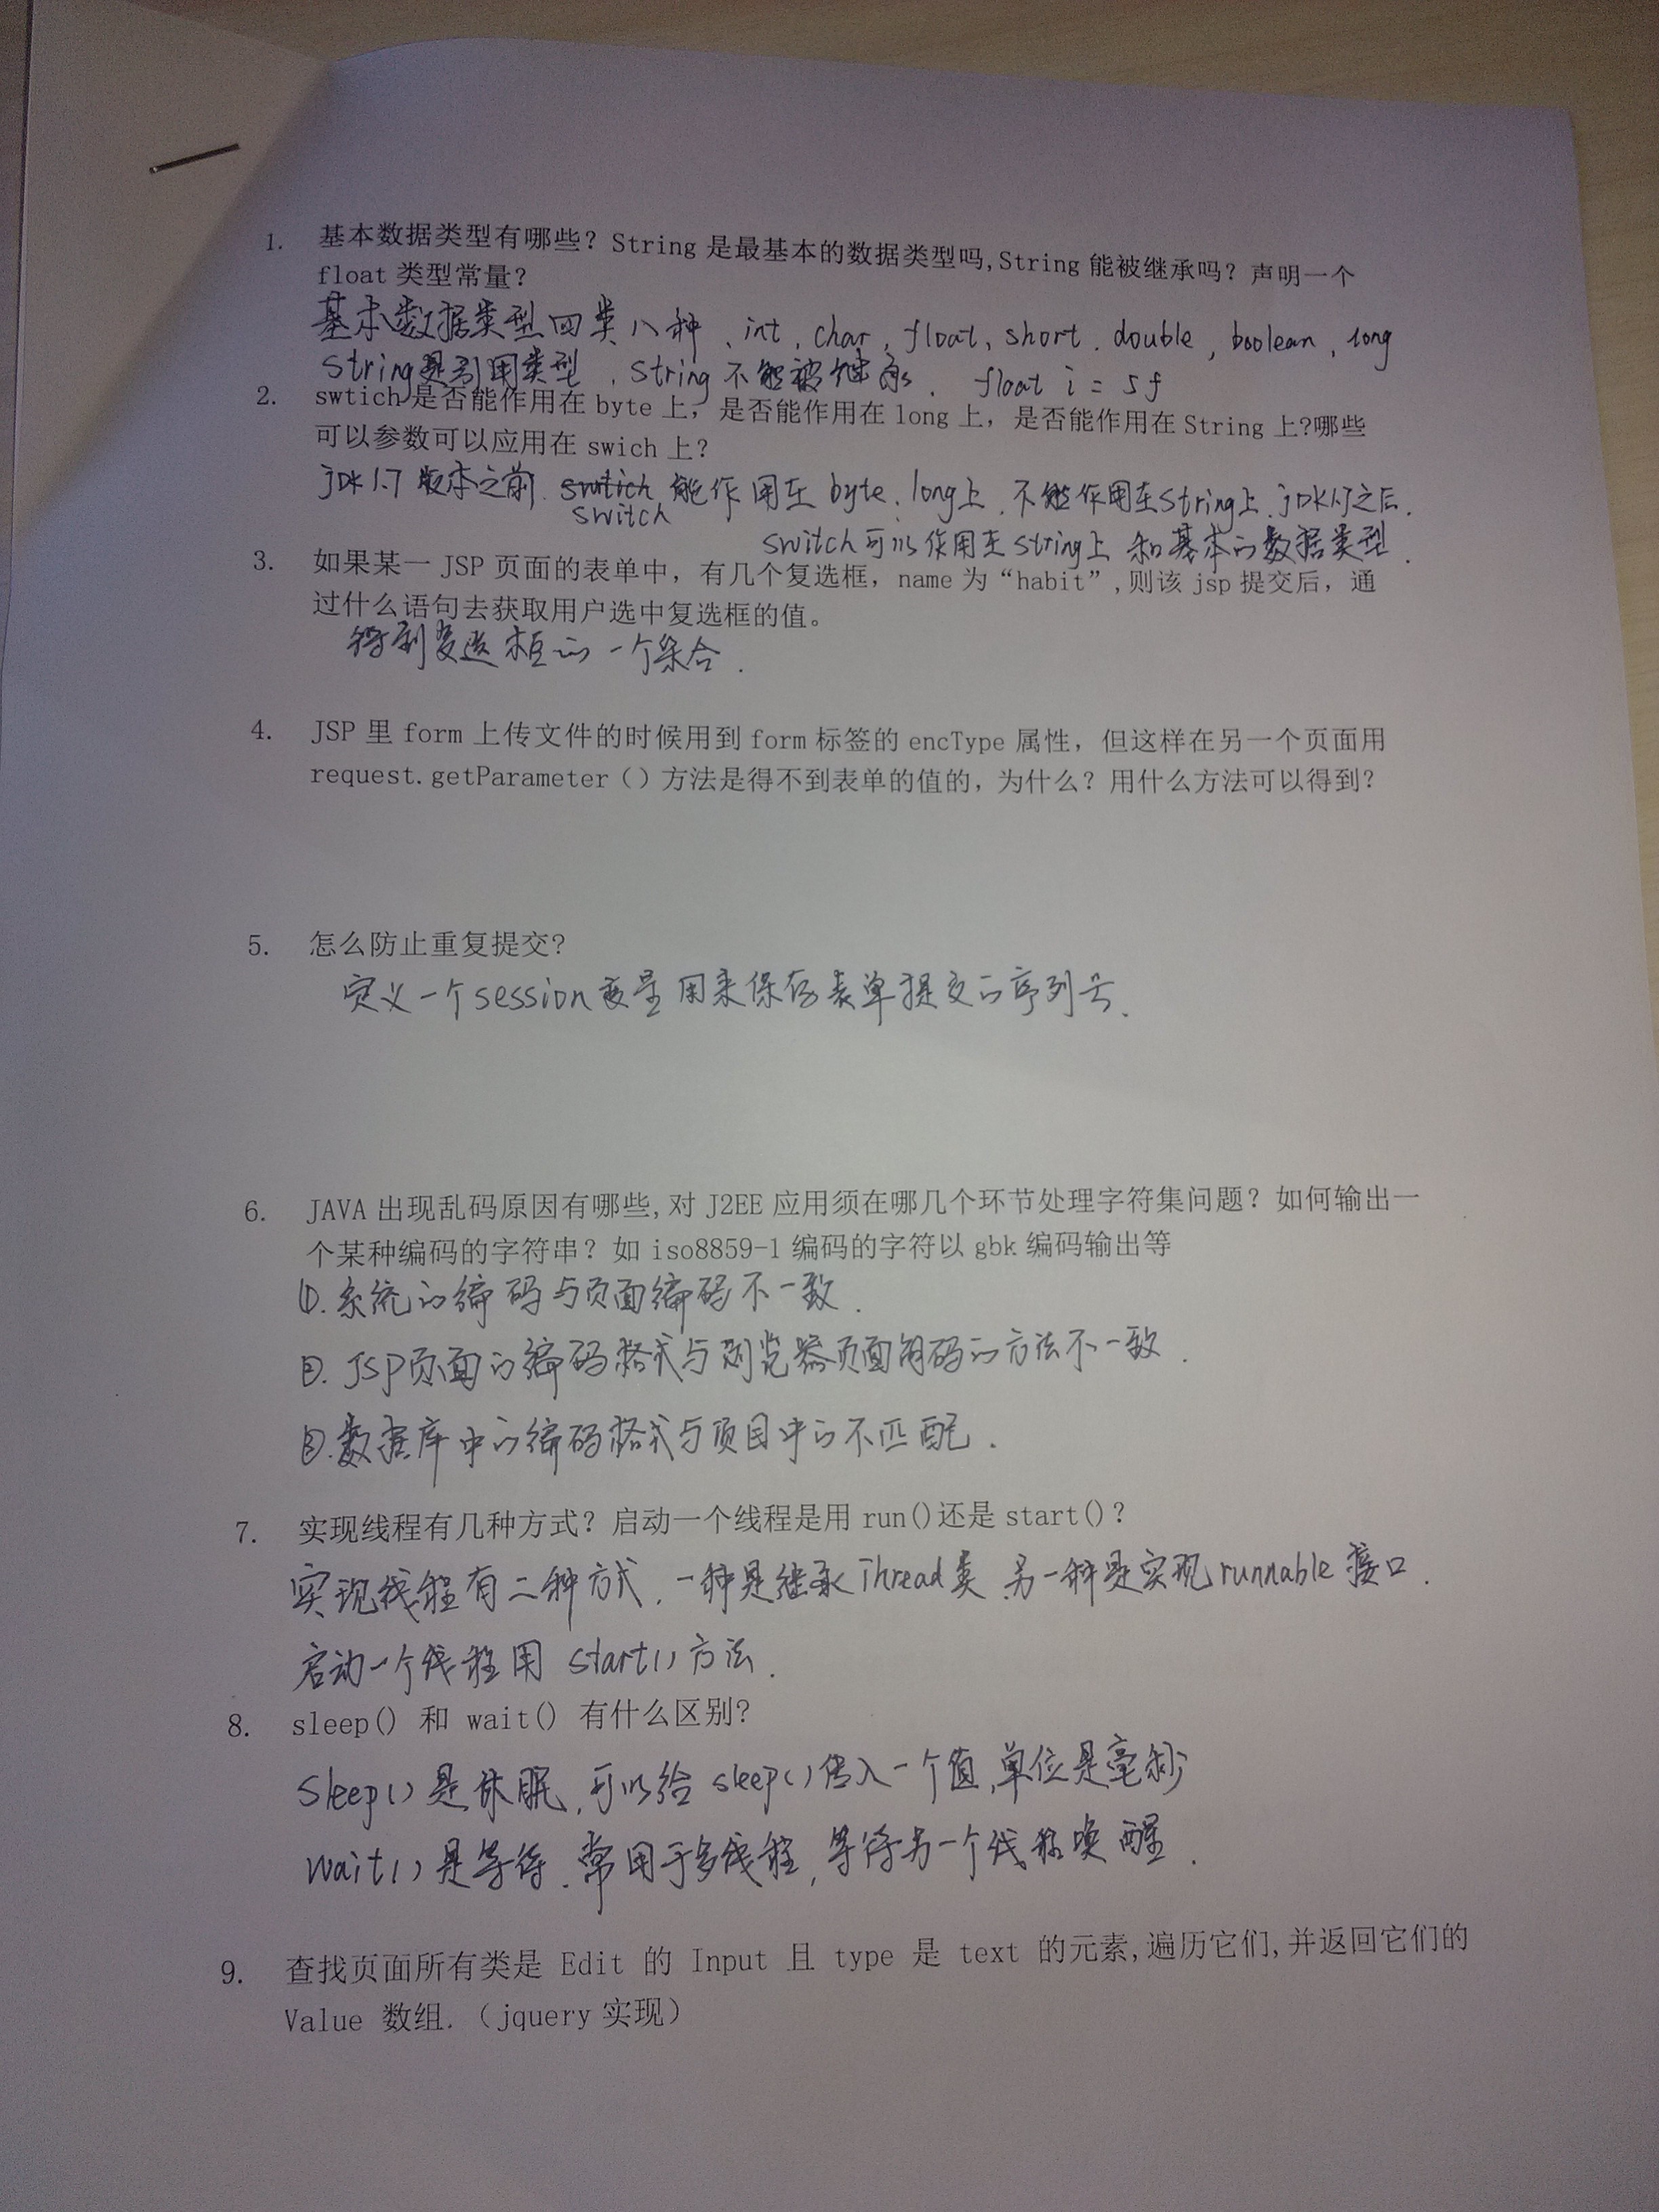 1. 基本数据类型有哪些？String 是最基本的数据类型吗,String 能被继承吗？声明一个
float 类型常量？
基本数据类型四类八种、int、char、float、short、double、boolean、long
String是引用类型、String不能被继承、float i = 5f
2. swtich 是否能作用在 byte 上，是否能作用在 long 上，是否能作用在 String 上?哪些
可以参数可以应用在 swich 上？
jDK1.7版本之前、swtich 能作用在 byte、long上、不能作用在String上、jDK1.7之后、
switch
switch可以作用在String上 和基本的数据类型.
3. 如果某一 JSP 页面的表单中，有几个复选框，name 为“habit”,则该 jsp 提交后，通
过什么语句去获取用户选中复选框的值。
得到复选框的一个集合.
4. JSP 里 form 上传文件的时候用到 form 标签的 encType 属性，但这样在另一个页面用
request.getParameter（）方法是得不到表单的值的，为什么？用什么方法可以得到？
5. 怎么防止重复提交?
定义一个session变量用来保存表单提交的序列号.
6. JAVA 出现乱码原因有哪些,对 J2EE 应用须在哪几个环节处理字符集问题？如何输出一
个某种编码的字符串？如 iso8859-1 编码的字符以 gbk 编码输出等
①.系统的编码与页面编码不一致.
②.JSP页面的编码格式与浏览器页面解码的方法不一致.
③.数据库中的编码格式与项目中的不匹配.
7. 实现线程有几种方式？启动一个线程是用 run()还是 start()？
实现线程有二种方式、一种是继承Thread类 另一种是实现runnable接口.
启动一个线程用 start()方法.
8. sleep() 和 wait() 有什么区别?
Sleep()是休眠、可以给 sleep()传入一个值、单位是毫秒
wait()是等待、常用于多线程，等待另一个线程唤醒.
9. 查找页面所有类是 Edit 的 Input 且 type 是 text 的元素,遍历它们,并返回它们的
Value 数组.（jquery 实现）